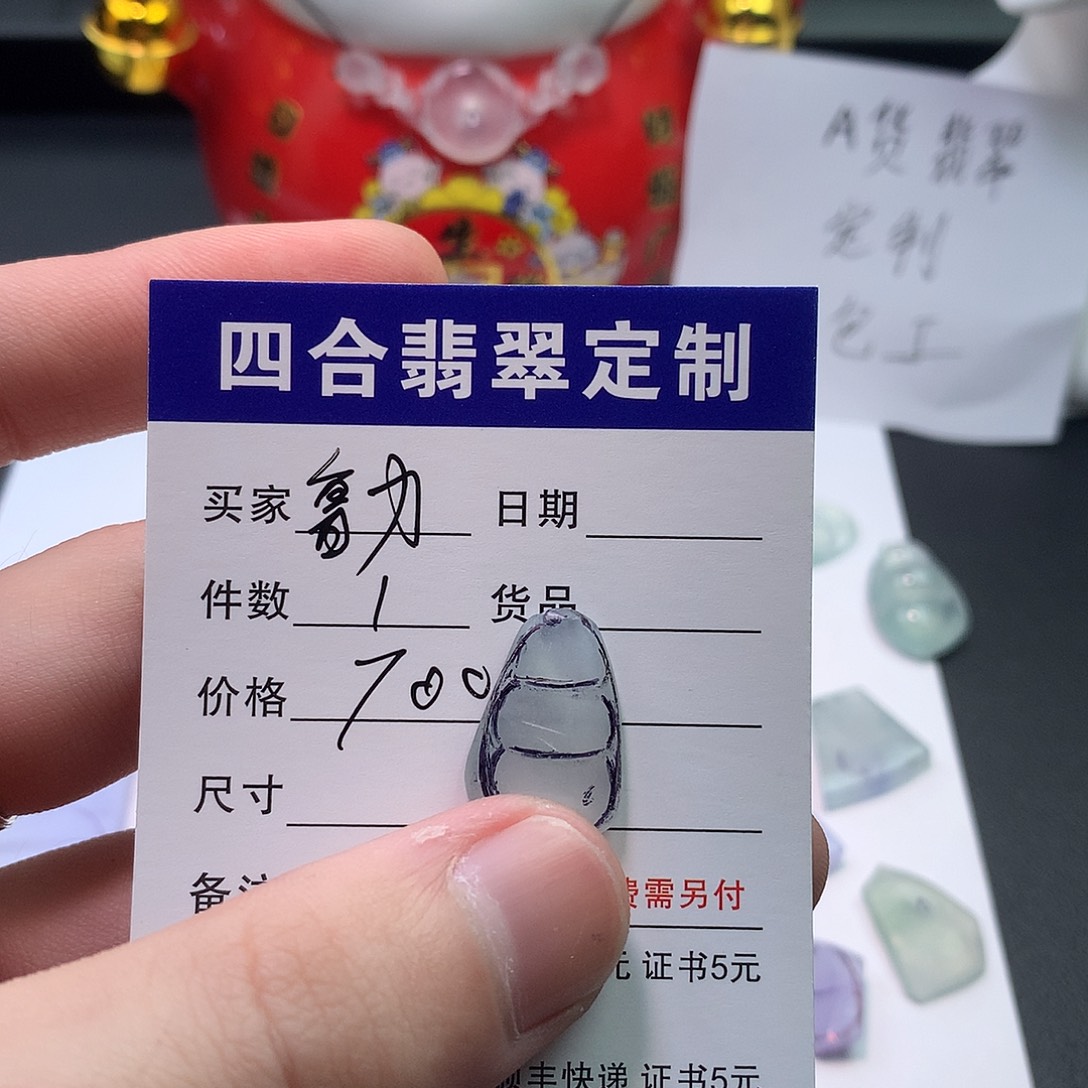 A货 翡翠
定制
包工
四合翡翠定制
买家 日期
件数 1 货品
价格 700
尺寸
备注
费需另付
元 证书5元
顺丰快递 证书5元